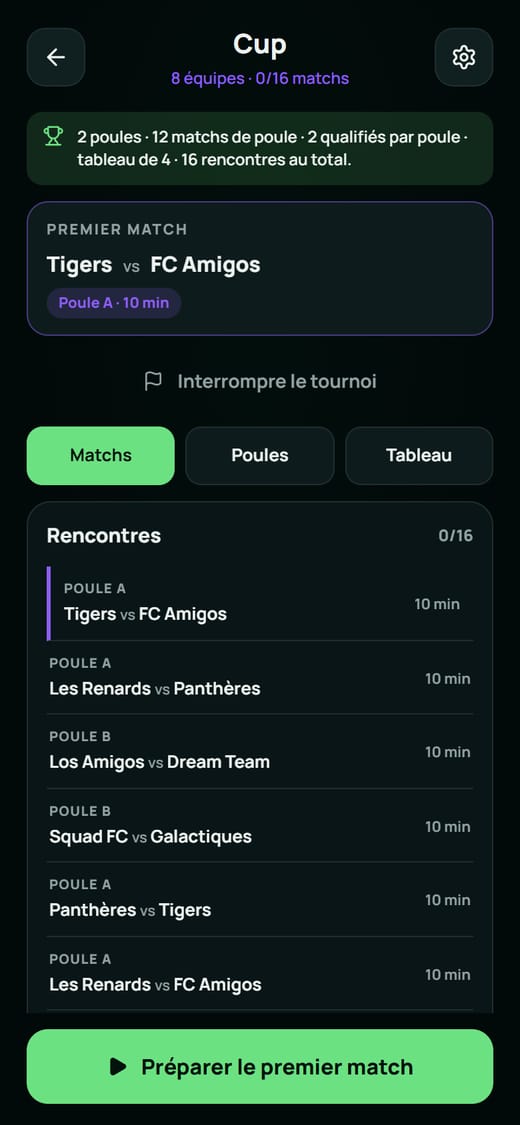 Cup
8 équipes · 0/16 matchs
2 poules · 12 matchs de poule · 2 qualifiés par poule ·
tableau de 4 · 16 rencontres au total.
PREMIER MATCH
Tigers vs FC Amigos
Poule A · 10 min
Interrompre le tournoi
Matchs
Poules
Tableau
Rencontres 0/16
POULE A
Tigers vs FC Amigos 10 min
POULE A
Les Renards vs Panthères 10 min
POULE B
Los Amigos vs Dream Team 10 min
POULE B
Squad FC vs Galactiques 10 min
POULE A
Panthères vs Tigers 10 min
POULE A
Les Renards vs FC Amigos 10 min
Préparer le premier match